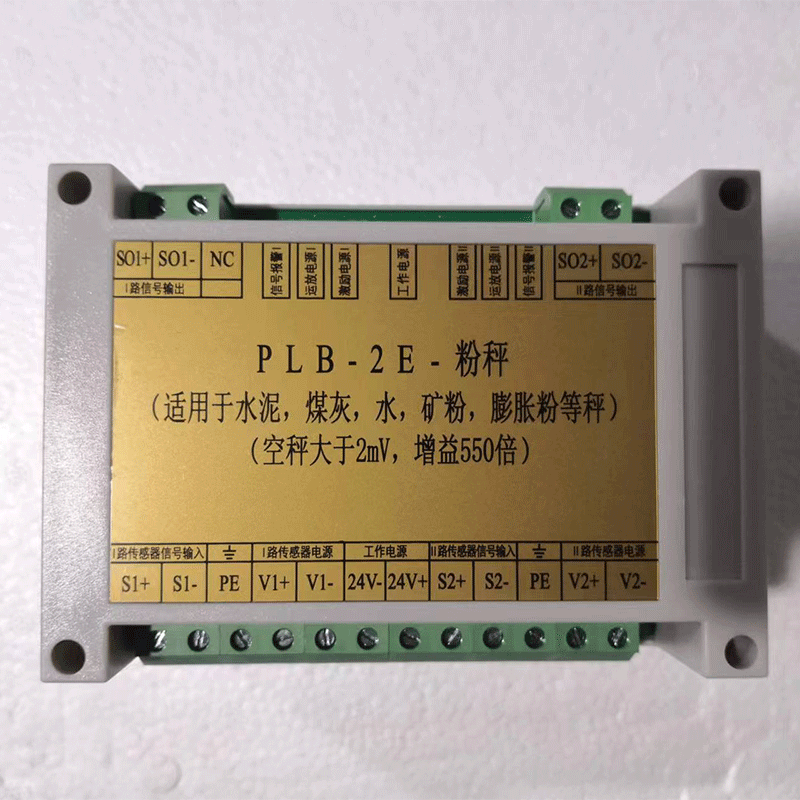 SO1+ SO1- NC 信号报警Ⅰ 运放电源Ⅰ 激励电源Ⅰ 工作电源 激励电源Ⅱ 运放电源Ⅱ 信号报警Ⅱ SO2+ SO2-
Ⅰ路信号输出 Ⅱ路信号输出
PLB-2E-粉秤
(适用于水泥，煤灰，水，矿粉，膨胀粉等秤)
(空秤大于2mV，增益550倍)
Ⅰ路传感器信号输入 Ⅰ路传感器电源 工作电源 Ⅱ路传感器信号输入 Ⅱ路传感器电源
S1+ S1- PE V1+ V1- 24V- 24V+ S2+ S2- PE V2+ V2-